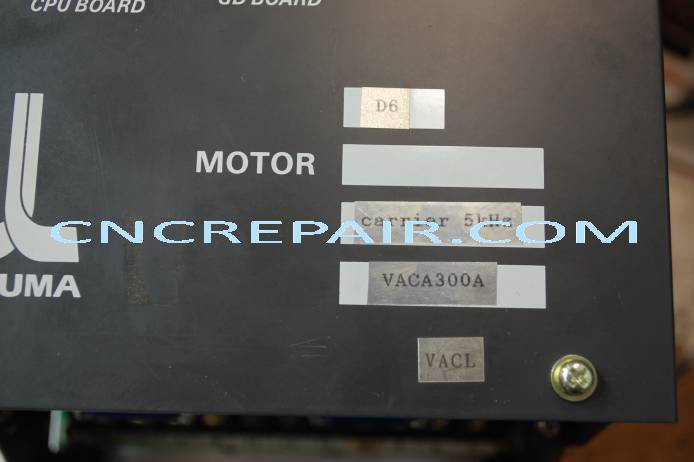 CPU BOARD
GD BOARD
D6
MOTOR
carrier 5kHz
CNCREPAIR.COM
UMA
VACA300A
VACL